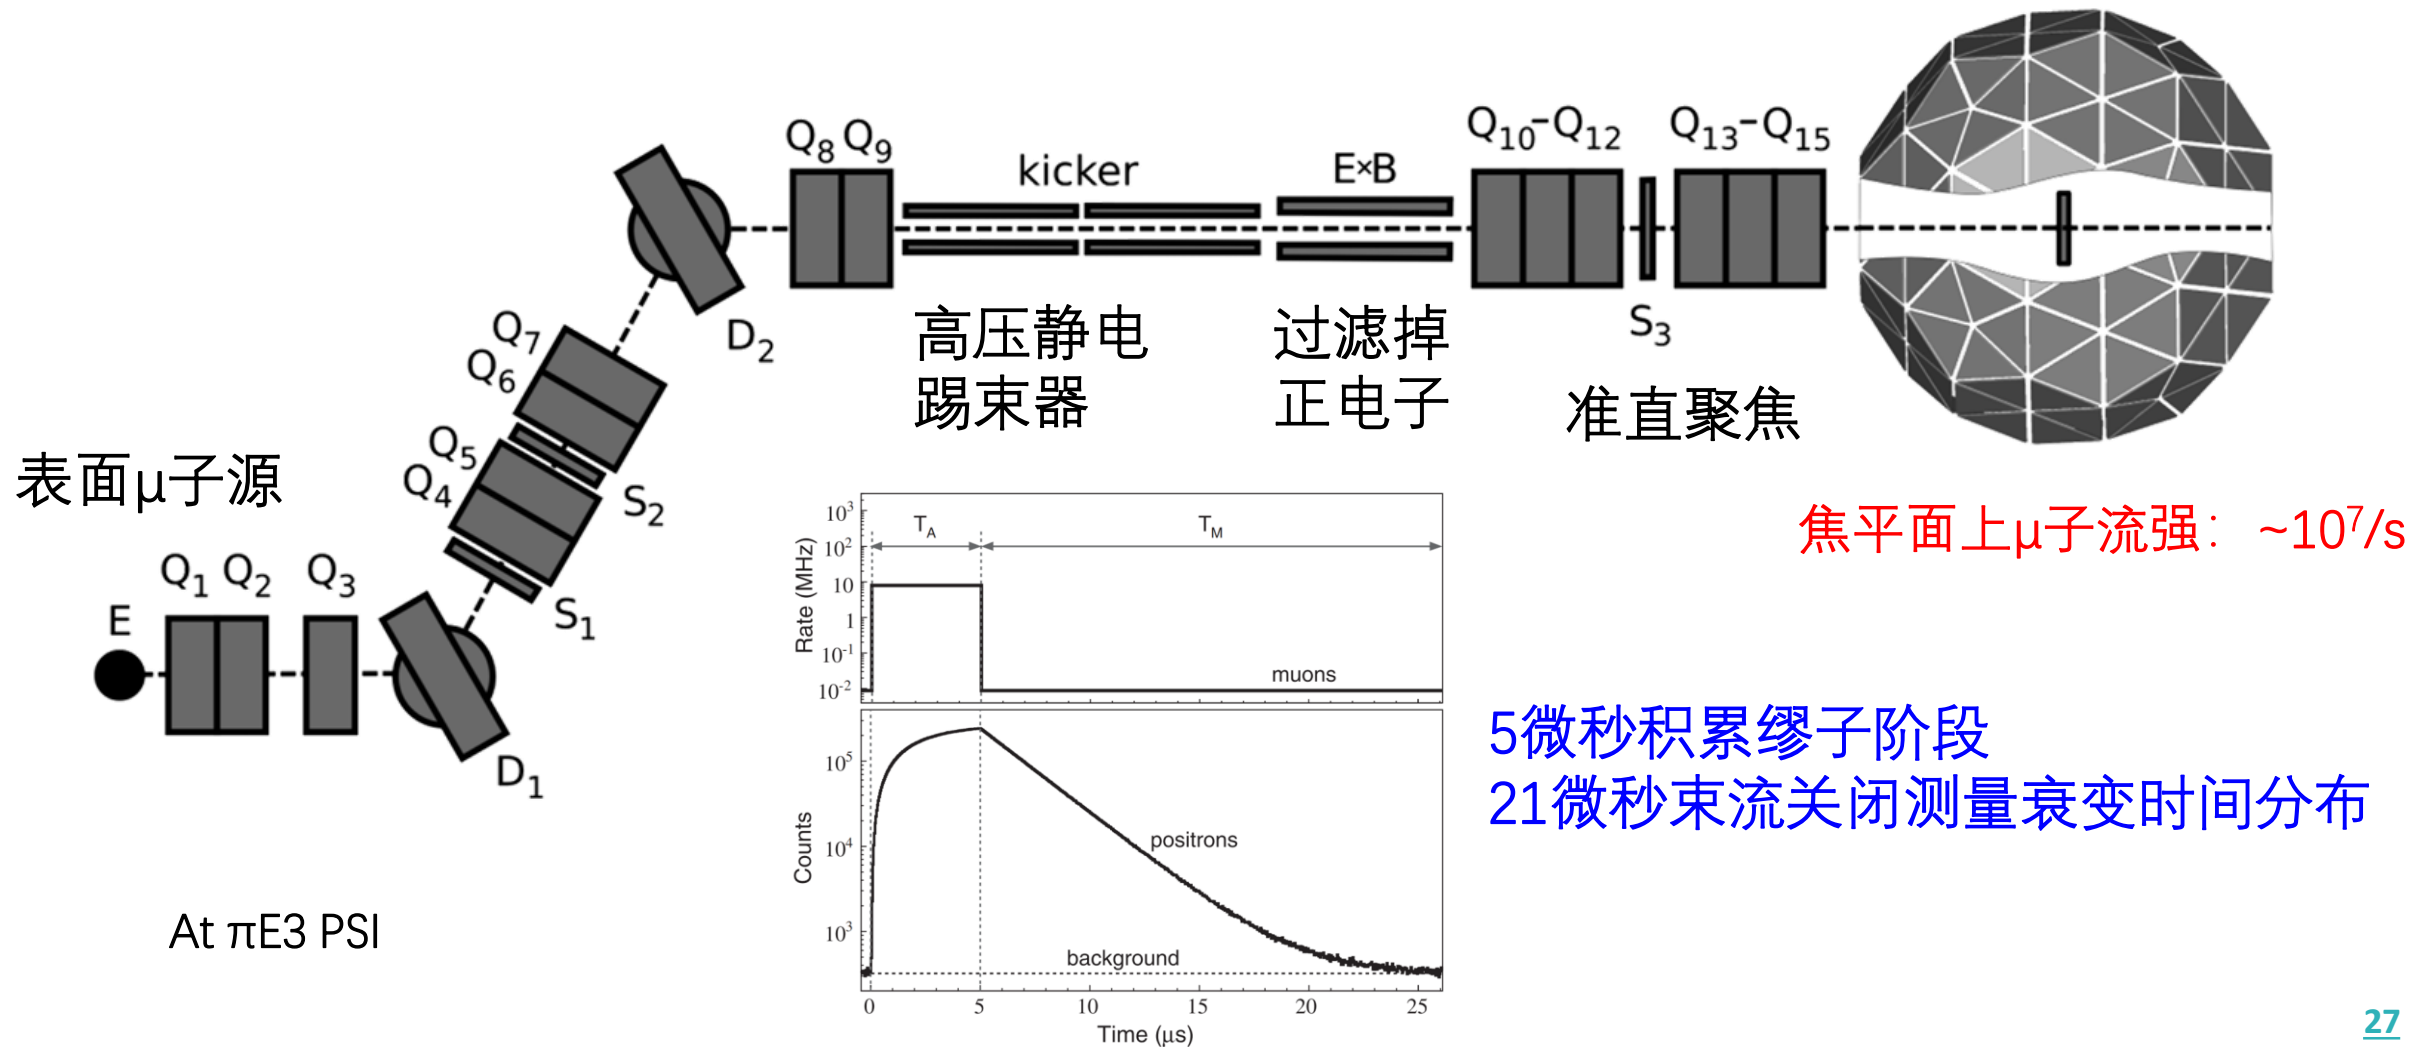 Q10-Q12
Q13-Q15
Q8 Q9
kicker
E×B
D2
高压静电
踢束器
过滤掉
正电子
S3
准直聚焦
Q7
Q6
Q5
Q4
S2
表面μ子源
S1
Q1 Q2
Q3
E
D1
焦平面上μ子流强：~10⁷/s
10³
10²
10
1
10⁻¹
10⁻²
Rate (MHz)
TA
TM
muons
5微秒积累缪子阶段
21微秒束流关闭测量衰变时间分布
10⁵
10⁴
10³
Counts
positrons
background
0 5 10 15 20 25
Time (μs)
At πE3 PSI
27